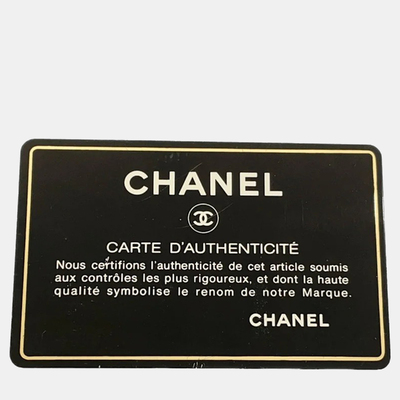 CHANEL
CARTE D'AUTHENTICITÉ
Nous certifions l'authenticité de cet article soumis
aux contrôles les plus rigoureux, et dont la haute
qualité symbolise le renom de notre Marque.
CHANEL